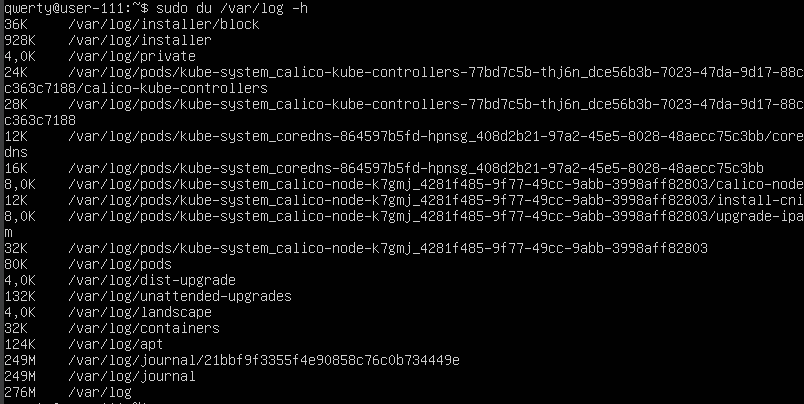 qwerty@user-111:~$ sudo du /var/log -h
36K     /var/log/installer/block
928K    /var/log/installer
4,0K    /var/log/private
24K     /var/log/pods/kube-system_calico-kube-controllers-77bd7c5b-thj6n_dce56b3b-7023-47da-9d17-88c
c363c7188/calico-kube-controllers
28K     /var/log/pods/kube-system_calico-kube-controllers-77bd7c5b-thj6n_dce56b3b-7023-47da-9d17-88c
c363c7188
12K     /var/log/pods/kube-system_coredns-864597b5fd-hpnsg_408d2b21-97a2-45e5-8028-48aecc75c3bb/core
dns
16K     /var/log/pods/kube-system_coredns-864597b5fd-hpnsg_408d2b21-97a2-45e5-8028-48aecc75c3bb
8,0K    /var/log/pods/kube-system_calico-node-k7gmj_4281f485-9f77-49cc-9abb-3998aff82803/calico-node
12K     /var/log/pods/kube-system_calico-node-k7gmj_4281f485-9f77-49cc-9abb-3998aff82803/install-cni
8,0K    /var/log/pods/kube-system_calico-node-k7gmj_4281f485-9f77-49cc-9abb-3998aff82803/upgrade-ipa
m
32K     /var/log/pods/kube-system_calico-node-k7gmj_4281f485-9f77-49cc-9abb-3998aff82803
80K     /var/log/pods
4,0K    /var/log/dist-upgrade
132K    /var/log/unattended-upgrades
4,0K    /var/log/landscape
32K     /var/log/containers
124K    /var/log/apt
249M    /var/log/journal/21bbf9f3355f4e90858c76c0b734449e
249M    /var/log/journal
276M    /var/log